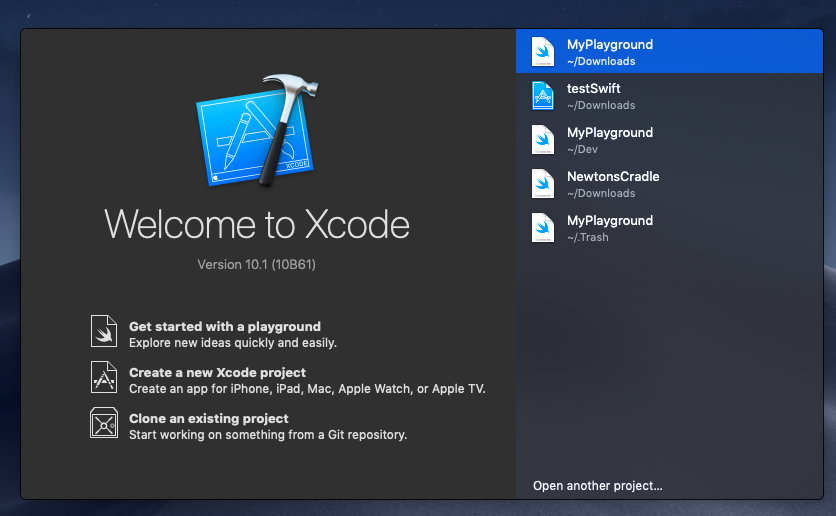 XCODE
Welcome to Xcode
Version 10.1 (10B61)
Get started with a playground
Explore new ideas quickly and easily.
Create a new Xcode project
Create an app for iPhone, iPad, Mac, Apple Watch, or Apple TV.
Clone an existing project
Start working on something from a Git repository.
MyPlayground
~/Downloads
testSwift
~/Downloads
MyPlayground
~/Dev
NewtonsCradle
~/Downloads
MyPlayground
~/.Trash
Open another project...